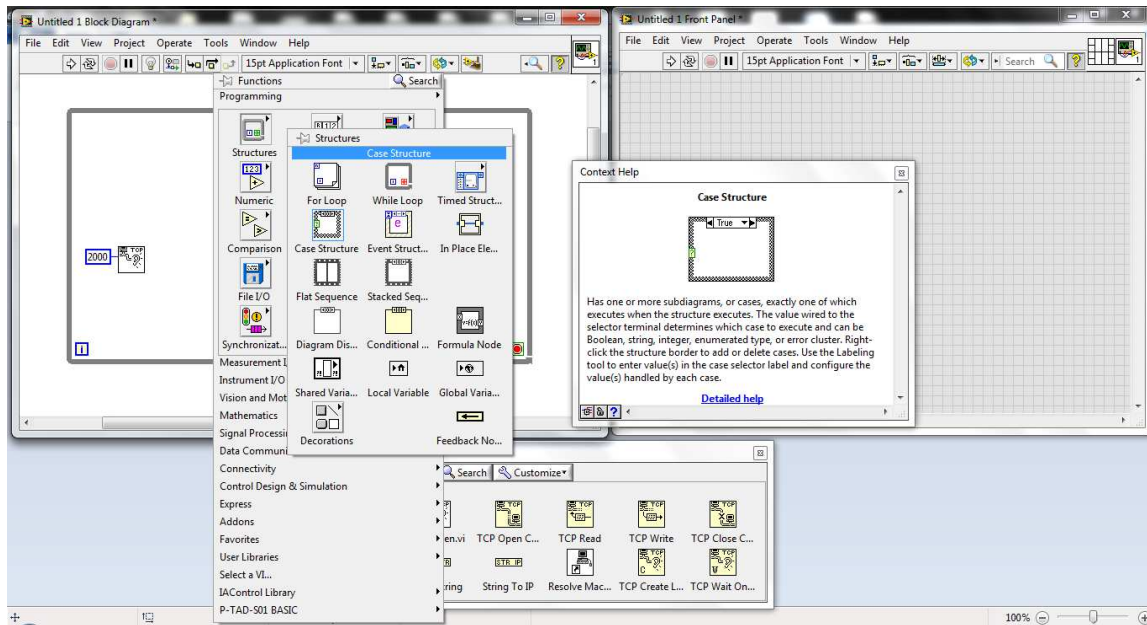 Untitled 1 Block Diagram *
File Edit View Project Operate Tools Window Help
15pt Application Font
Functions
Search
Programming
Structures
Numeric
Comparison
File I/O
Synchronizat...
Measurement I
Instrument I/O
Vision and Mot
Mathematics
Signal Processi
Data Communi
Connectivity
Control Design & Simulation
Express
Addons
Favorites
User Libraries
Select a VI...
IAControl Library
P-TAD-S01 BASIC
Structures
Case Structure
For Loop
While Loop
Timed Struct...
Case Structure
Event Struct...
In Place Ele...
Flat Sequence
Stacked Seq...
Diagram Dis...
Conditional ...
Formula Node
Shared Varia...
Local Variable
Global Varia...
Decorations
Feedback No...
2000
TCP
i
Untitled 1 Front Panel *
File Edit View Project Operate Tools Window Help
15pt Application Font
Search
Context Help
Case Structure
True
Has one or more subdiagrams, or cases, exactly one of which
executes when the structure executes. The value wired to the
selector terminal determines which case to execute and can be
Boolean, string, integer, enumerated type, or error cluster. Right-
click the structure border to add or delete cases. Use the Labeling
tool to enter value(s) in the case selector label and configure the
value(s) handled by each case.
Detailed help
Search
Customize
en.vi
TCP Open C...
TCP Read
TCP Write
TCP Close C...
ring
String To IP
Resolve Mac...
TCP Create L...
TCP Wait On...
100%